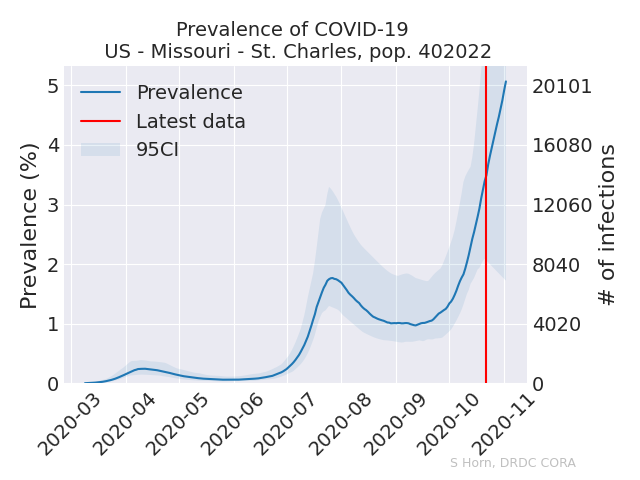 Prevalence of COVID-19
US - Missouri - St. Charles, pop. 402022
Prevalence
Latest data
95CI
Prevalence (%)
5
4
3
2
1
0
20101
16080
12060
8040
4020
0
# of infections
2020-03
2020-04
2020-05
2020-06
2020-07
2020-08
2020-09
2020-10
2020-11
S Horn, DRDC CORA